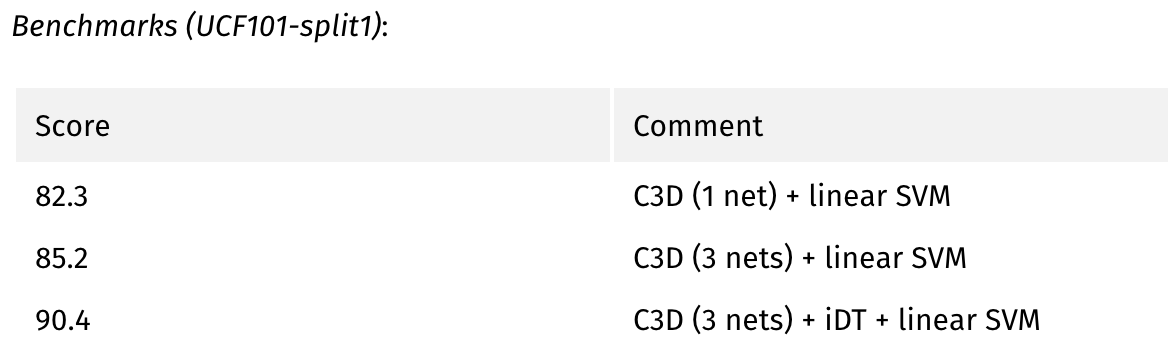 Benchmarks (UCF101-split1):
Score Comment
82.3 C3D (1 net) + linear SVM
85.2 C3D (3 nets) + linear SVM
90.4 C3D (3 nets) + iDT + linear SVM